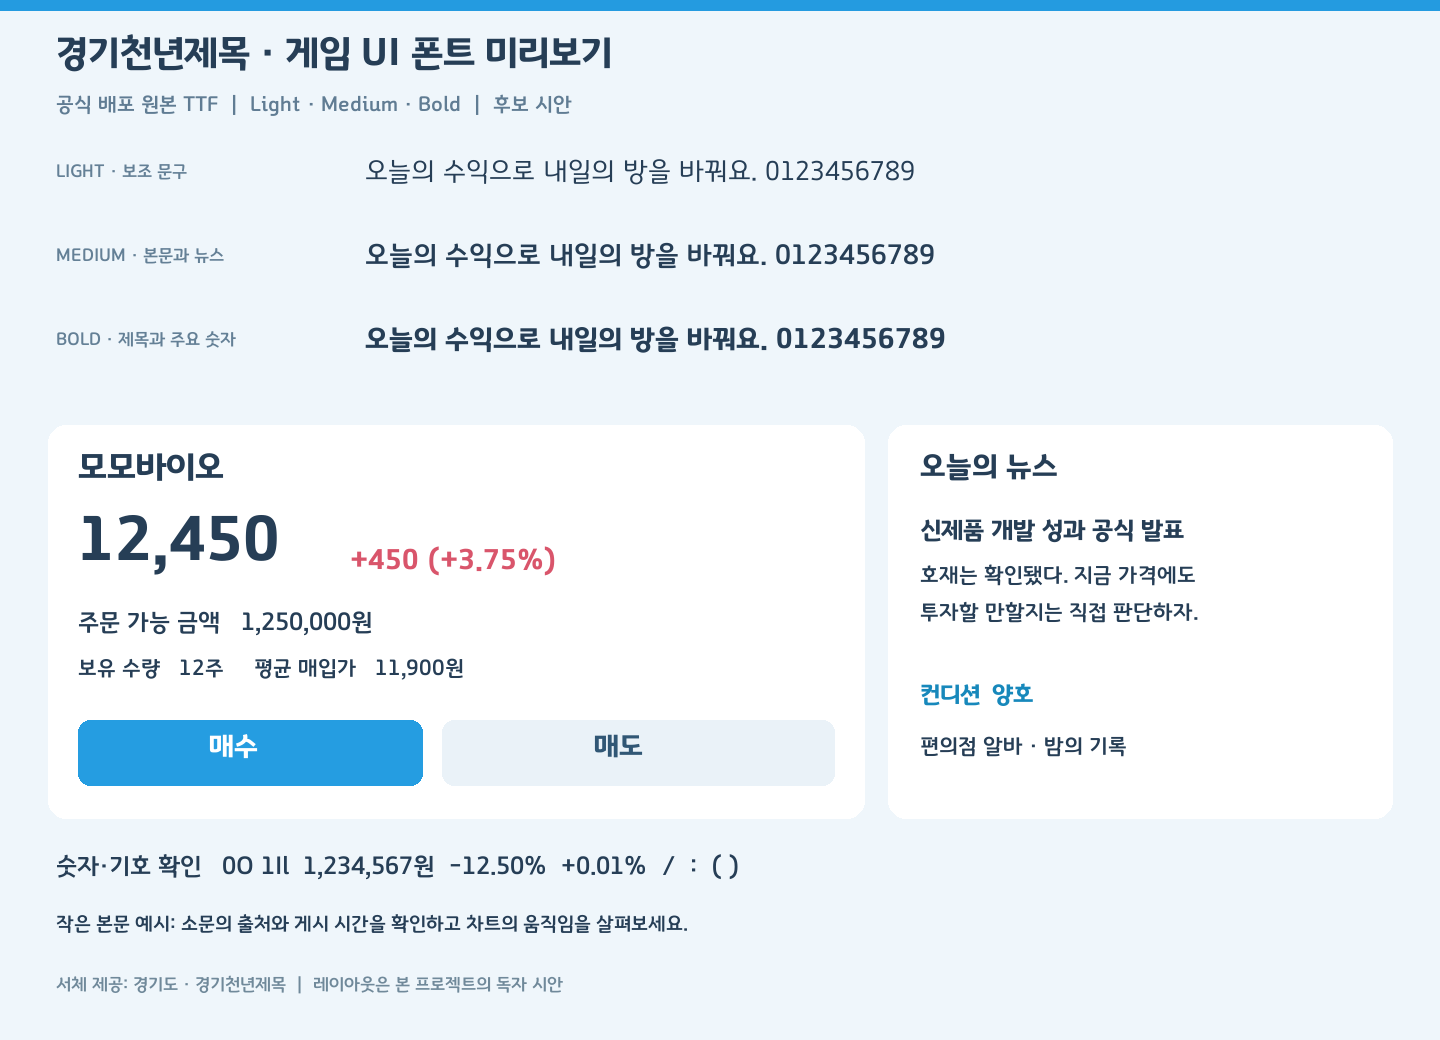 경기천년제목 · 게임 UI 폰트 미리보기
공식 배포 원본 TTF | Light · Medium · Bold | 후보 시안
LIGHT · 보조 문구 오늘의 수익으로 내일의 방을 바꿔요. 0123456789
MEDIUM · 본문과 뉴스 오늘의 수익으로 내일의 방을 바꿔요. 0123456789
BOLD · 제목과 주요 숫자 오늘의 수익으로 내일의 방을 바꿔요. 0123456789
모모바이오
12,450 +450 (+3.75%)
주문 가능 금액 1,250,000원
보유 수량 12주 평균 매입가 11,900원
매수 매도
오늘의 뉴스
신제품 개발 성과 공식 발표
호재는 확인됐다. 지금 가격에도
투자할 만할지는 직접 판단하자.
컨디션 양호
편의점 알바 · 밤의 기록
숫자·기호 확인 0O 1Il 1,234,567원 -12.50% +0.01% / : ( )
작은 본문 예시: 소문의 출처와 게시 시간을 확인하고 차트의 움직임을 살펴보세요.
서체 제공: 경기도 · 경기천년제목 | 레이아웃은 본 프로젝트의 독자 시안